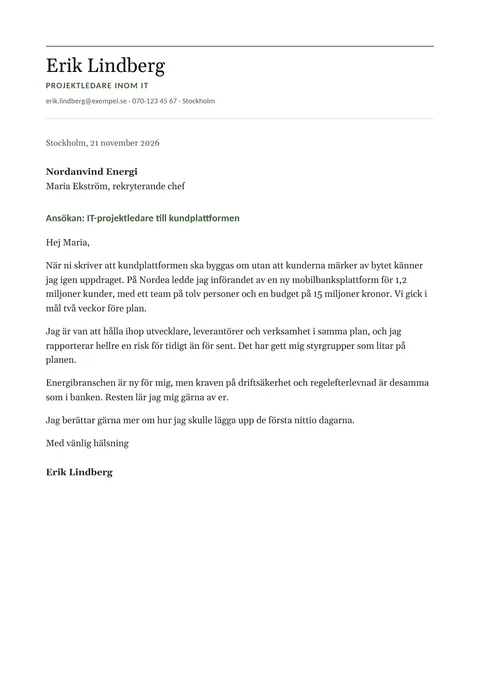 Erik Lindberg
PROJEKTLEDARE INOM IT
erik.lindberg@exempel.se · 070-123 45 67 · Stockholm
Stockholm, 21 november 2026
Nordanvind Energi
Maria Ekström, rekryterande chef
Ansökan: IT-projektledare till kundplattformen
Hej Maria,
När ni skriver att kundplattformen ska byggas om utan att kunderna märker av bytet känner
jag igen uppdraget. På Nordea ledde jag införandet av en ny mobilbanksplattform för 1,2
miljoner kunder, med ett team på tolv personer och en budget på 15 miljoner kronor. Vi gick i
mål två veckor före plan.
Jag är van att hålla ihop utvecklare, leverantörer och verksamhet i samma plan, och jag
rapporterar hellre en risk för tidigt än för sent. Det har gett mig styrgrupper som litar på
planen.
Energibranschen är ny för mig, men kraven på driftsäkerhet och regelefterlevnad är desamma
som i banken. Resten lär jag mig gärna av er.
Jag berättar gärna mer om hur jag skulle lägga upp de första nittio dagarna.
Med vänlig hälsning
Erik Lindberg